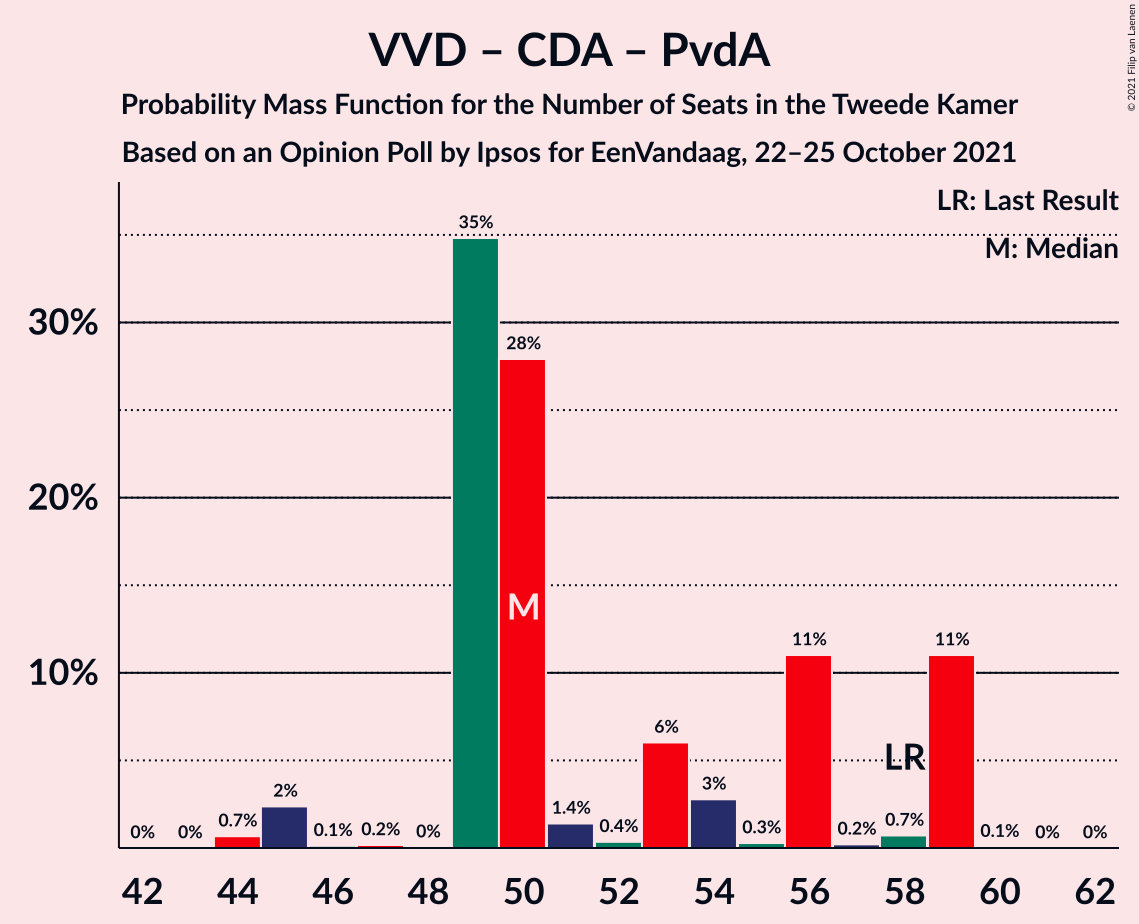 VVD – CDA – PvdA
Probability Mass Function for the Number of Seats in the Tweede Kamer
Based on an Opinion Poll by Ipsos for EenVandaag, 22–25 October 2021
© 2021 Filip van Laenen
LR: Last Result
M: Median
35%
30%
28%
20%
M
11% 11%
10%
6%
LR
3%
2%
1.4%
0% 0% 0.7% 0.1% 0.2% 0% 0.4% 0.3% 0.2% 0.7% 0.1% 0% 0%
42 44 46 48 50 52 54 56 58 60 62